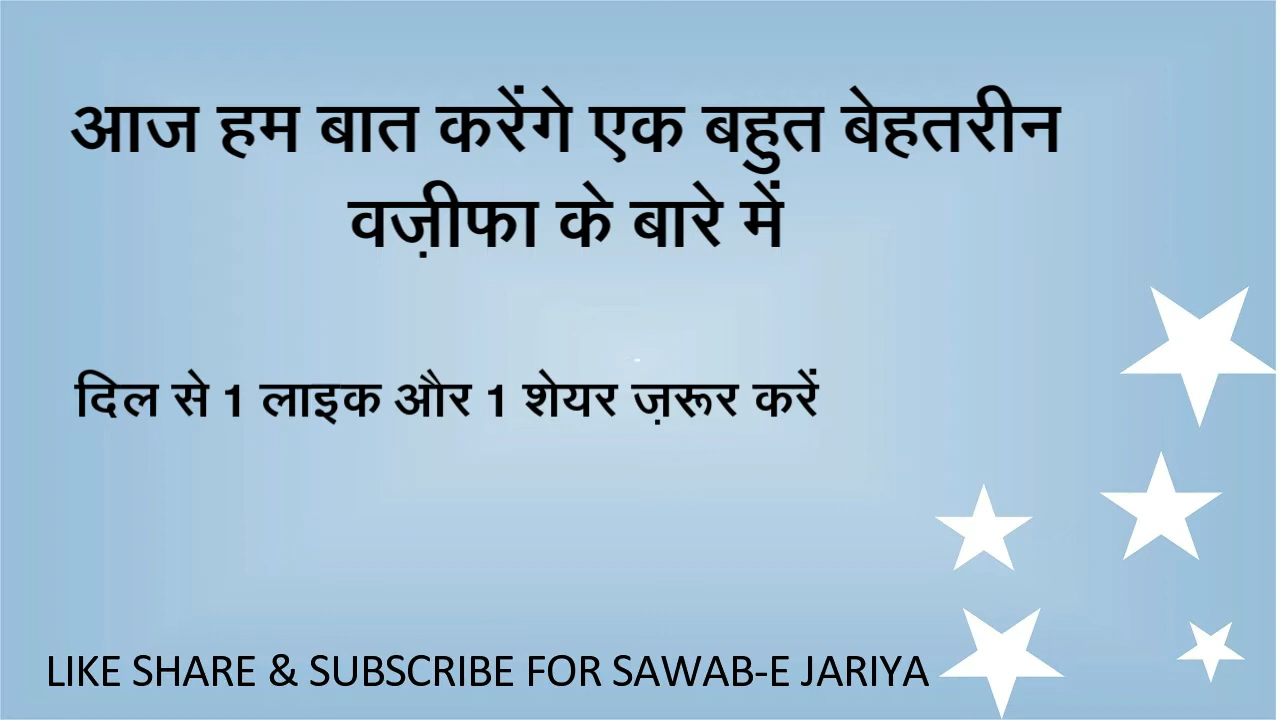 आज हम बात करेंगे एक बहुत बेहतरीन
वज़ीफा के बारे में
दिल से 1 लाइक और 1 शेयर ज़रूर करें
LIKE SHARE & SUBSCRIBE FOR SAWAB-E JARIYA